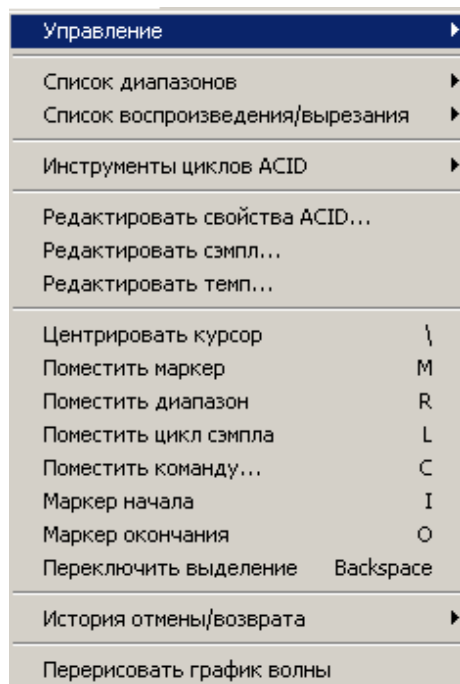 Управление
Список диапазонов
Список воспроизведения/вырезания
Инструменты циклов ACID
Редактировать свойства ACID...
Редактировать сэмпл...
Редактировать темп...
Центрировать курсор \
Поместить маркер M
Поместить диапазон R
Поместить цикл сэмпла L
Поместить команду... C
Маркер начала I
Маркер окончания O
Переключить выделение Backspace
История отмены/возврата
Перерисовать график волны